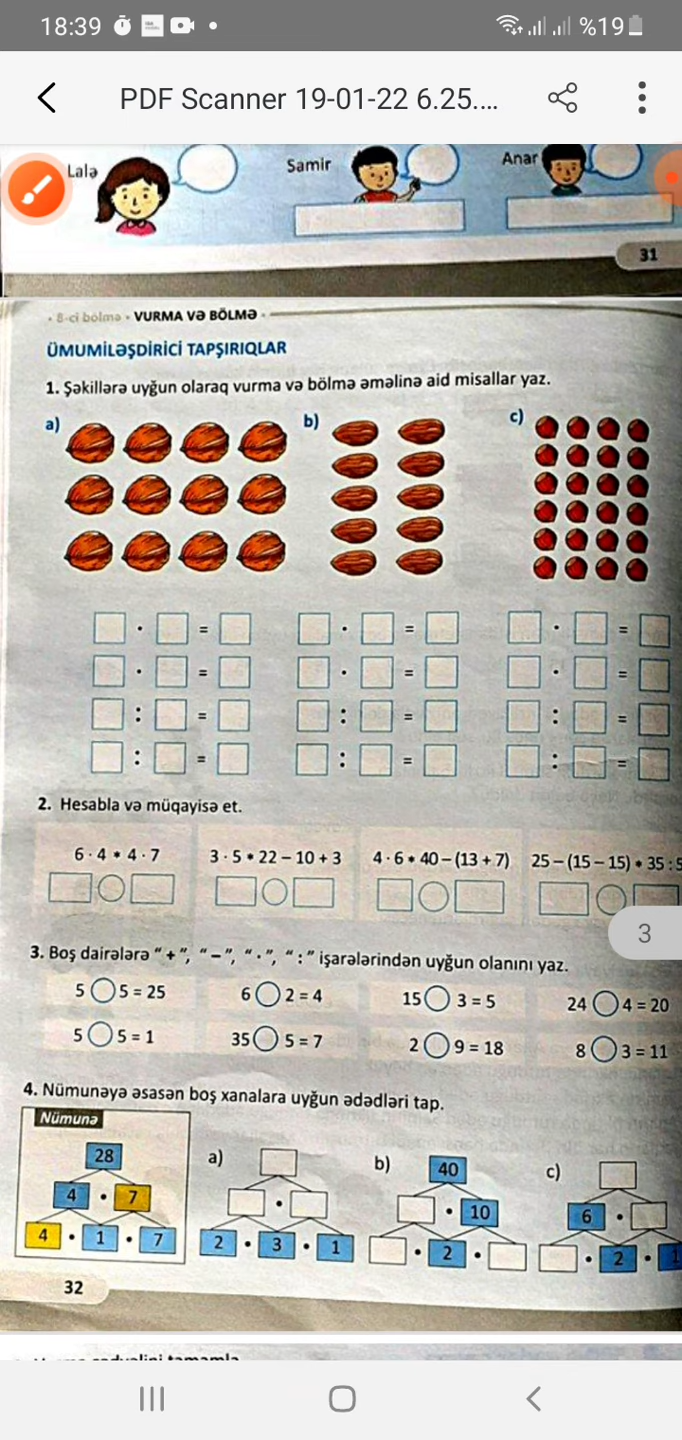 18:39 %19
PDF Scanner 19-01-22 6.25....
Lalə Samir Anar
31
• 8-ci bölmə • VURMA VƏ BÖLMƏ •
ÜMUMİLƏŞDİRİCİ TAPŞIRIQLAR
1. Şəkillərə uyğun olaraq vurma və bölmə əməlinə aid misallar yaz.
a) b) c)
· = · = · =
· = · = · =
: = : = : =
: = : = : =
2. Hesabla və müqayisə et.
6 · 4 * 4 · 7 3 · 5 * 22 – 10 + 3 4 · 6 * 40 – (13 + 7) 25 – (15 – 15) * 35 : 5
3
3. Boş dairələrə “ + ”, “ – ”, “ · ”, “ : ” işarələrindən uyğun olanını yaz.
5 5 = 25 6 2 = 4 15 3 = 5 24 4 = 20
5 5 = 1 35 5 = 7 2 9 = 18 8 3 = 11
4. Nümunəyə əsasən boş xanalara uyğun ədədləri tap.
Nümunə
28 a) b) 40 c)
4 · 7 · · 10 6 ·
4 · 1 · 7 2 · 3 · 1 · 2 · · 2 · 1
32